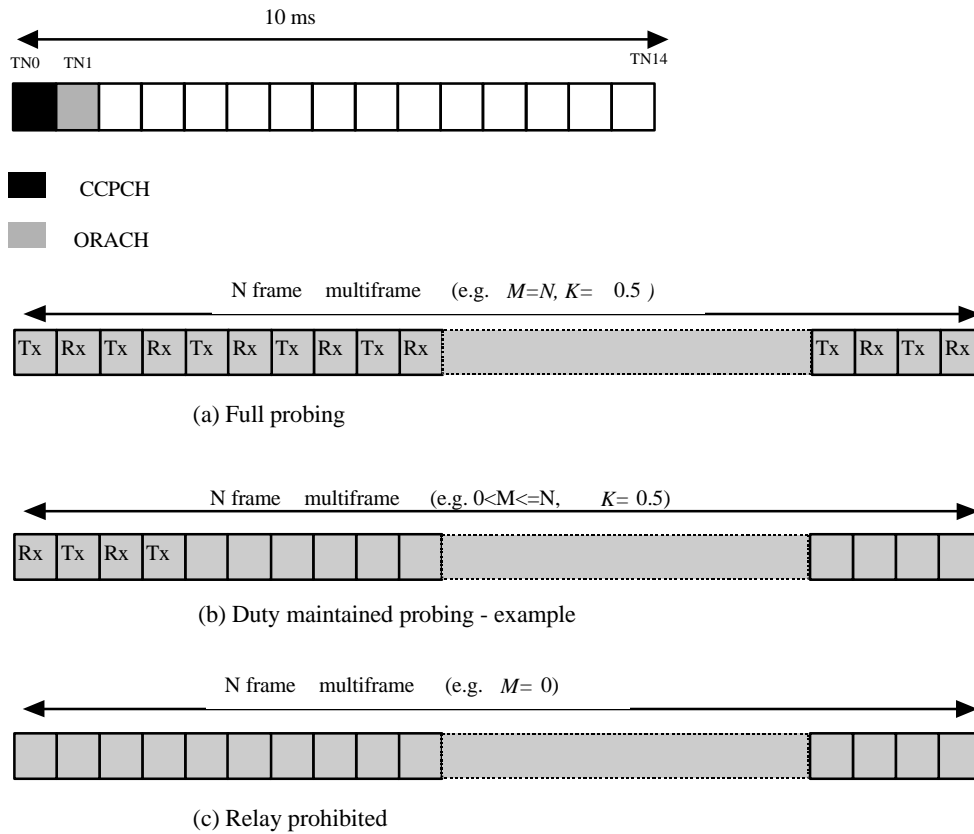 10 ms
TN0 TN1 TN14
CCPCH
ORACH
N frame multiframe (e.g. M=N, K= 0.5 )
Tx Rx Tx Rx Tx Rx Tx Rx Tx Rx Tx Rx Tx Rx
(a) Full probing
N frame multiframe (e.g. 0<M<=N, K= 0.5)
Rx Tx Rx Tx
(b) Duty maintained probing - example
N frame multiframe (e.g. M= 0)
(c) Relay prohibited